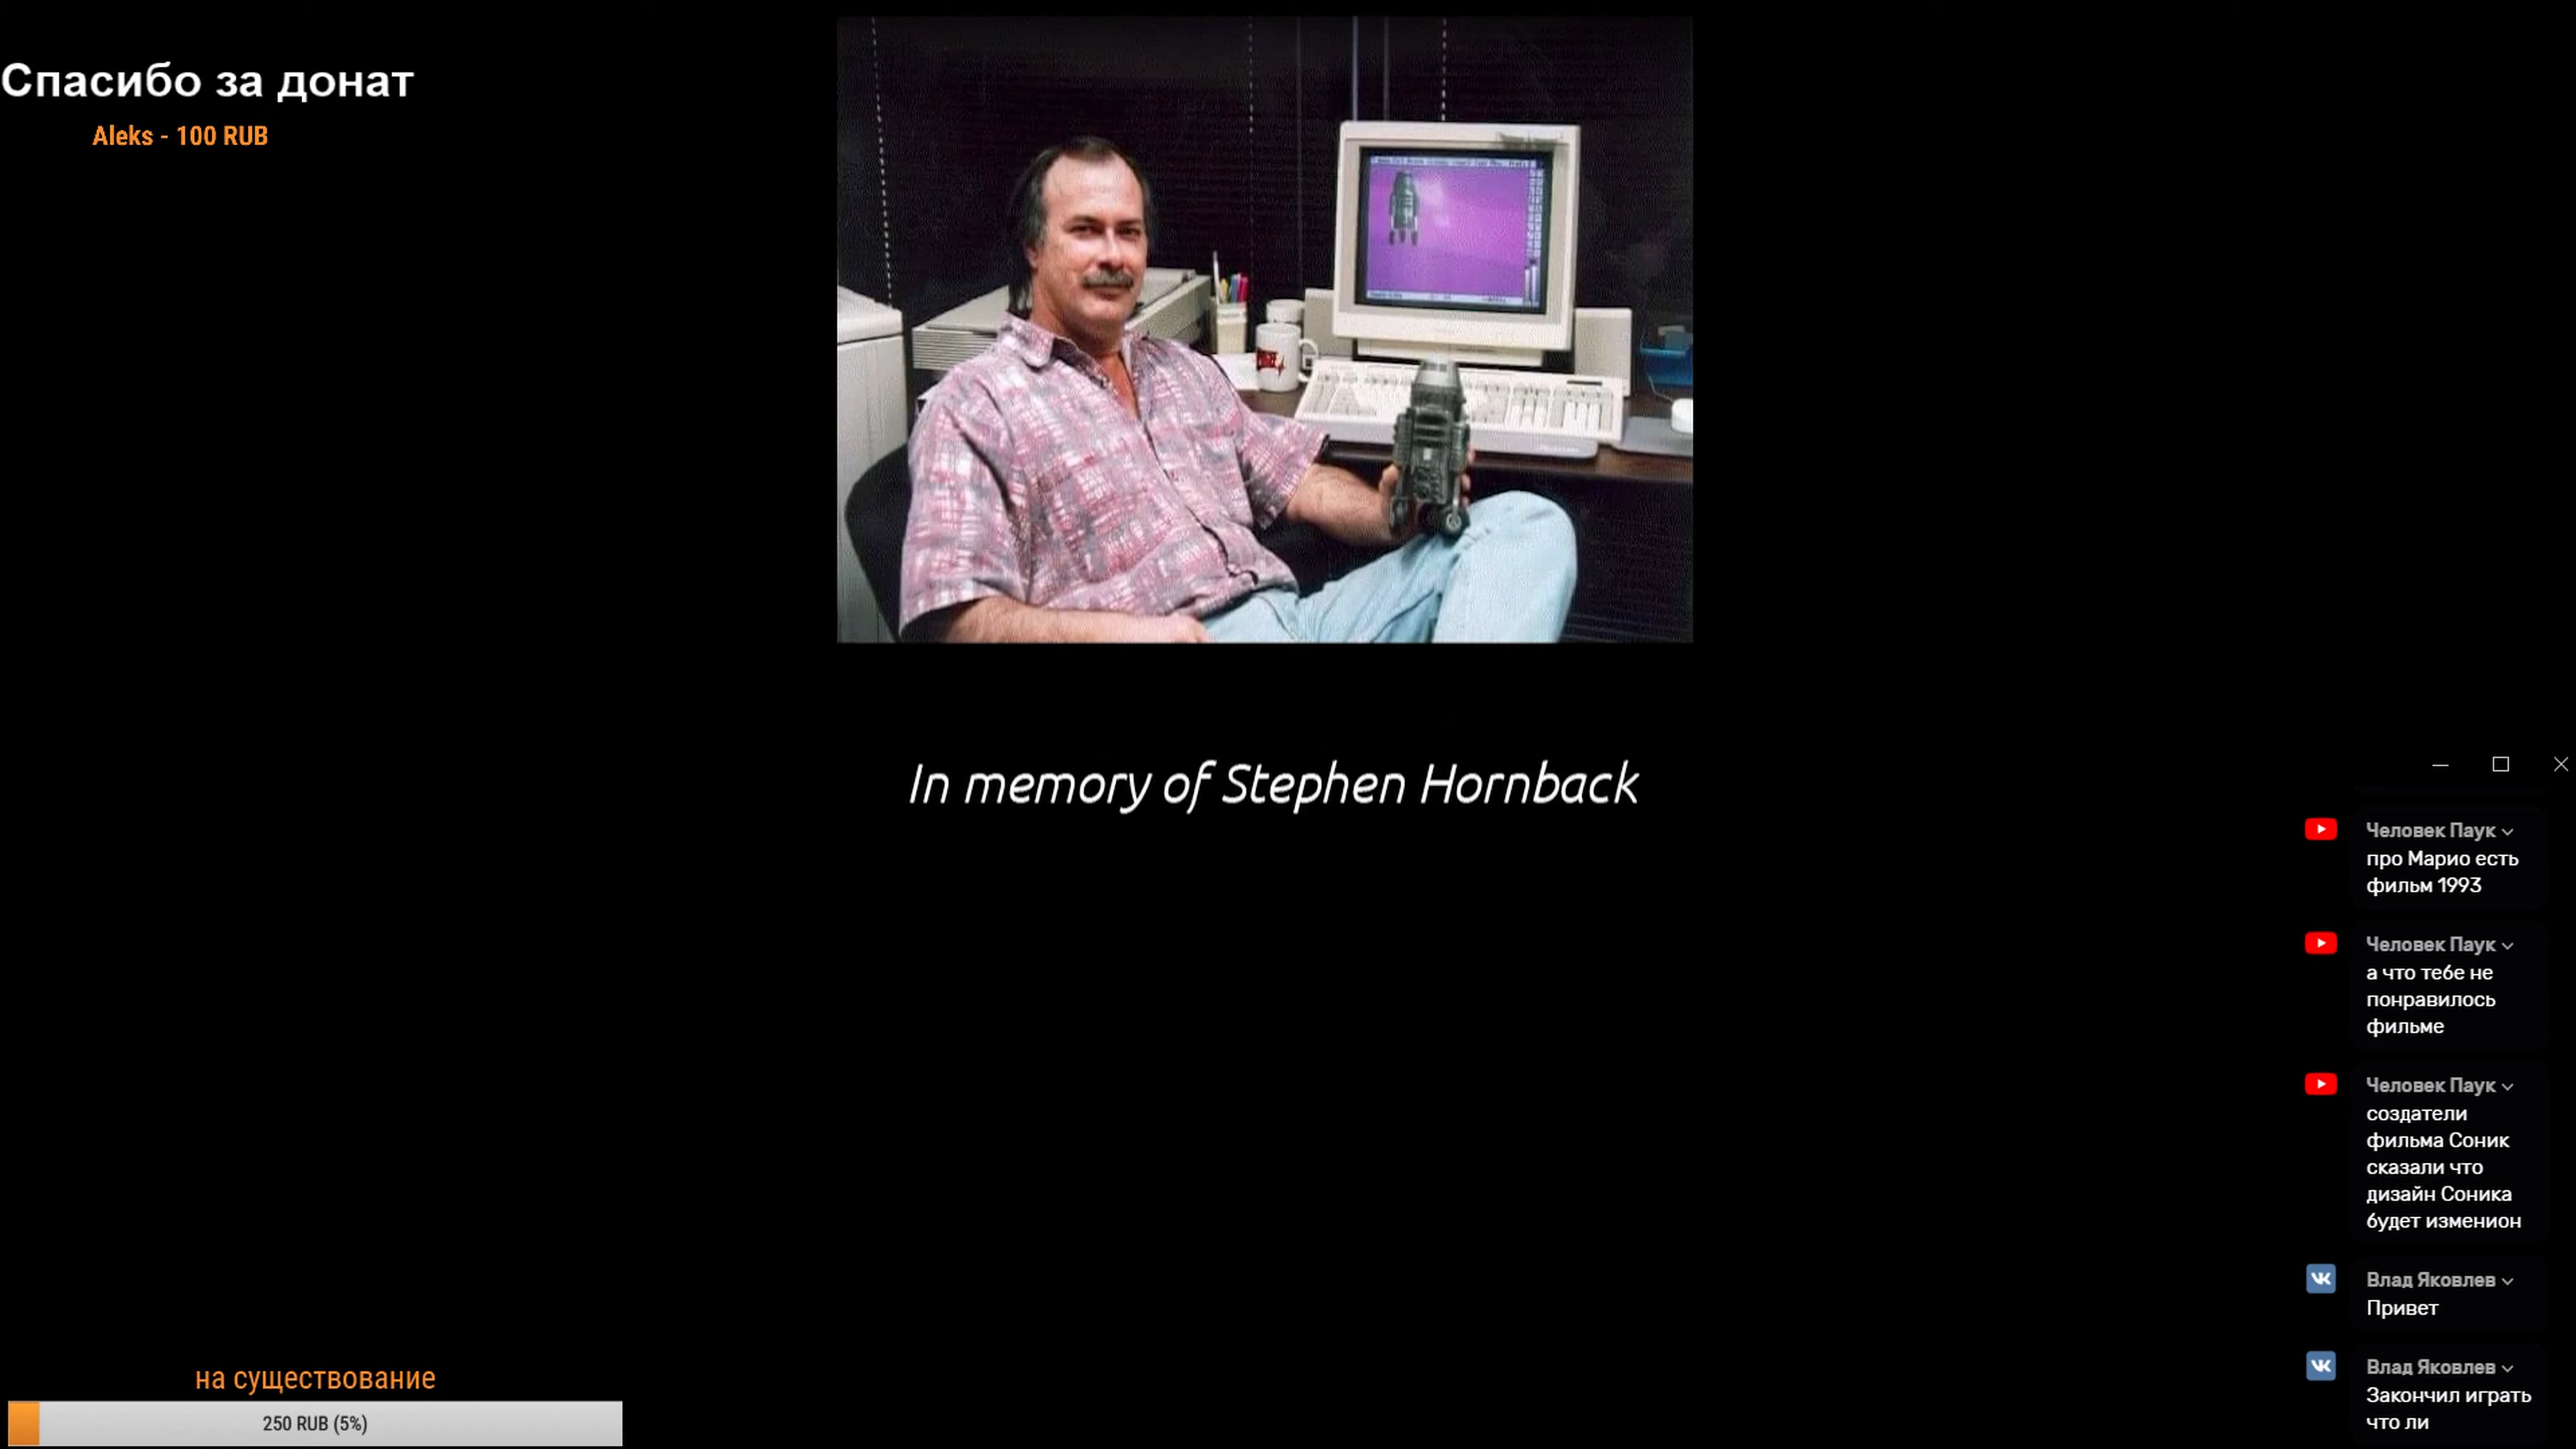 Спасибо за донат
Aleks - 100 RUB
In memory of Stephen Hornback
Человек Паук
про Марио есть
фильм 1993
Человек Паук
а что тебе не
понравилось
фильме
Человек Паук
создатели
фильма Соник
сказали что
дизайн Соника
будет изменион
Влад Яковлев
Привет
Влад Яковлев
Закончил играть
что ли
на существование
250 RUB (5%)